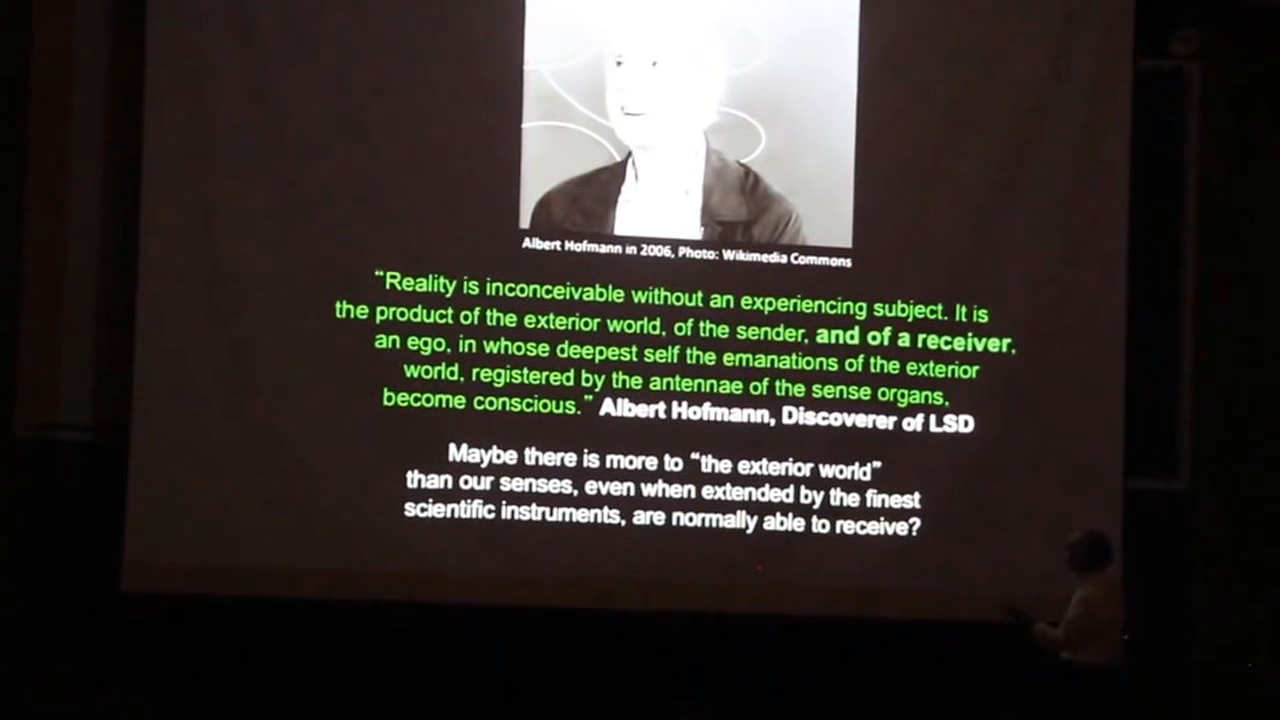 Albert Hofmann in 2006, Photo: Wikimedia Commons
“Reality is inconceivable without an experiencing subject. It is
the product of the exterior world, of the sender, and of a receiver,
an ego, in whose deepest self the emanations of the exterior
world, registered by the antennae of the sense organs,
become conscious.” Albert Hofmann, Discoverer of LSD
Maybe there is more to “the exterior world”
than our senses, even when extended by the finest
scientific instruments, are normally able to receive?